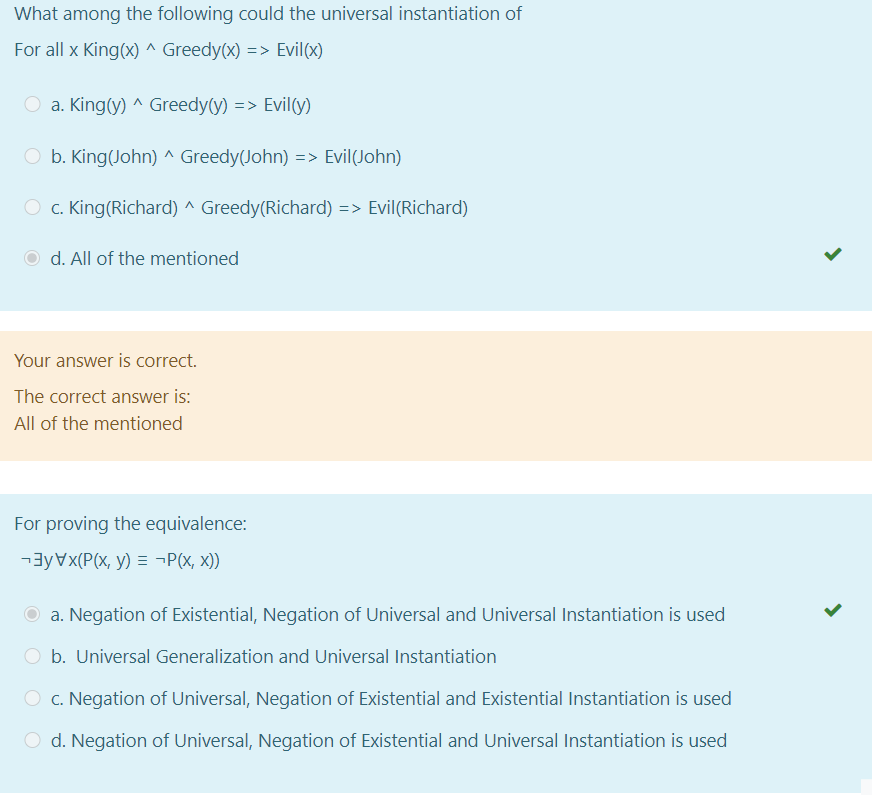 What among the following could the universal instantiation of
For all x King(x) ^ Greedy(x) => Evil(x)
a. King(y) ^ Greedy(y) => Evil(y)
b. King(John) ^ Greedy(John) => Evil(John)
c. King(Richard) ^ Greedy(Richard) => Evil(Richard)
d. All of the mentioned
Your answer is correct.
The correct answer is:
All of the mentioned
For proving the equivalence:
¬∃y∀x(P(x, y) ≡ ¬P(x, x))
a. Negation of Existential, Negation of Universal and Universal Instantiation is used
b. Universal Generalization and Universal Instantiation
c. Negation of Universal, Negation of Existential and Existential Instantiation is used
d. Negation of Universal, Negation of Existential and Universal Instantiation is used